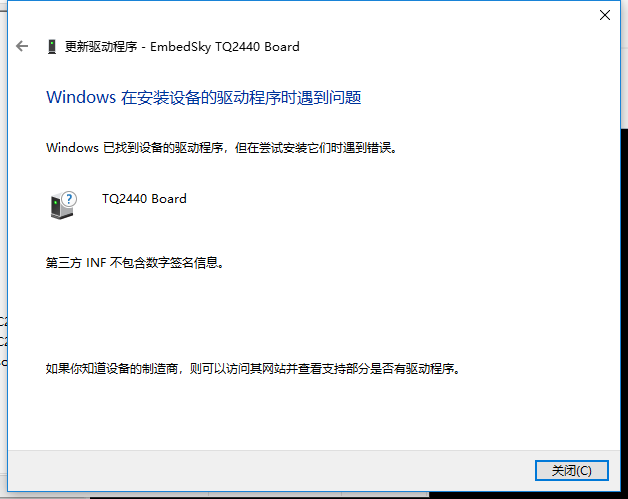 更新驱动程序 - EmbedSky TQ2440 Board
Windows 在安装设备的驱动程序时遇到问题
Windows 已找到设备的驱动程序，但在尝试安装它们时遇到错误。
TQ2440 Board
第三方 INF 不包含数字签名信息。
如果你知道设备的制造商，则可以访问其网站并查看支持部分是否有驱动程序。
关闭(C)